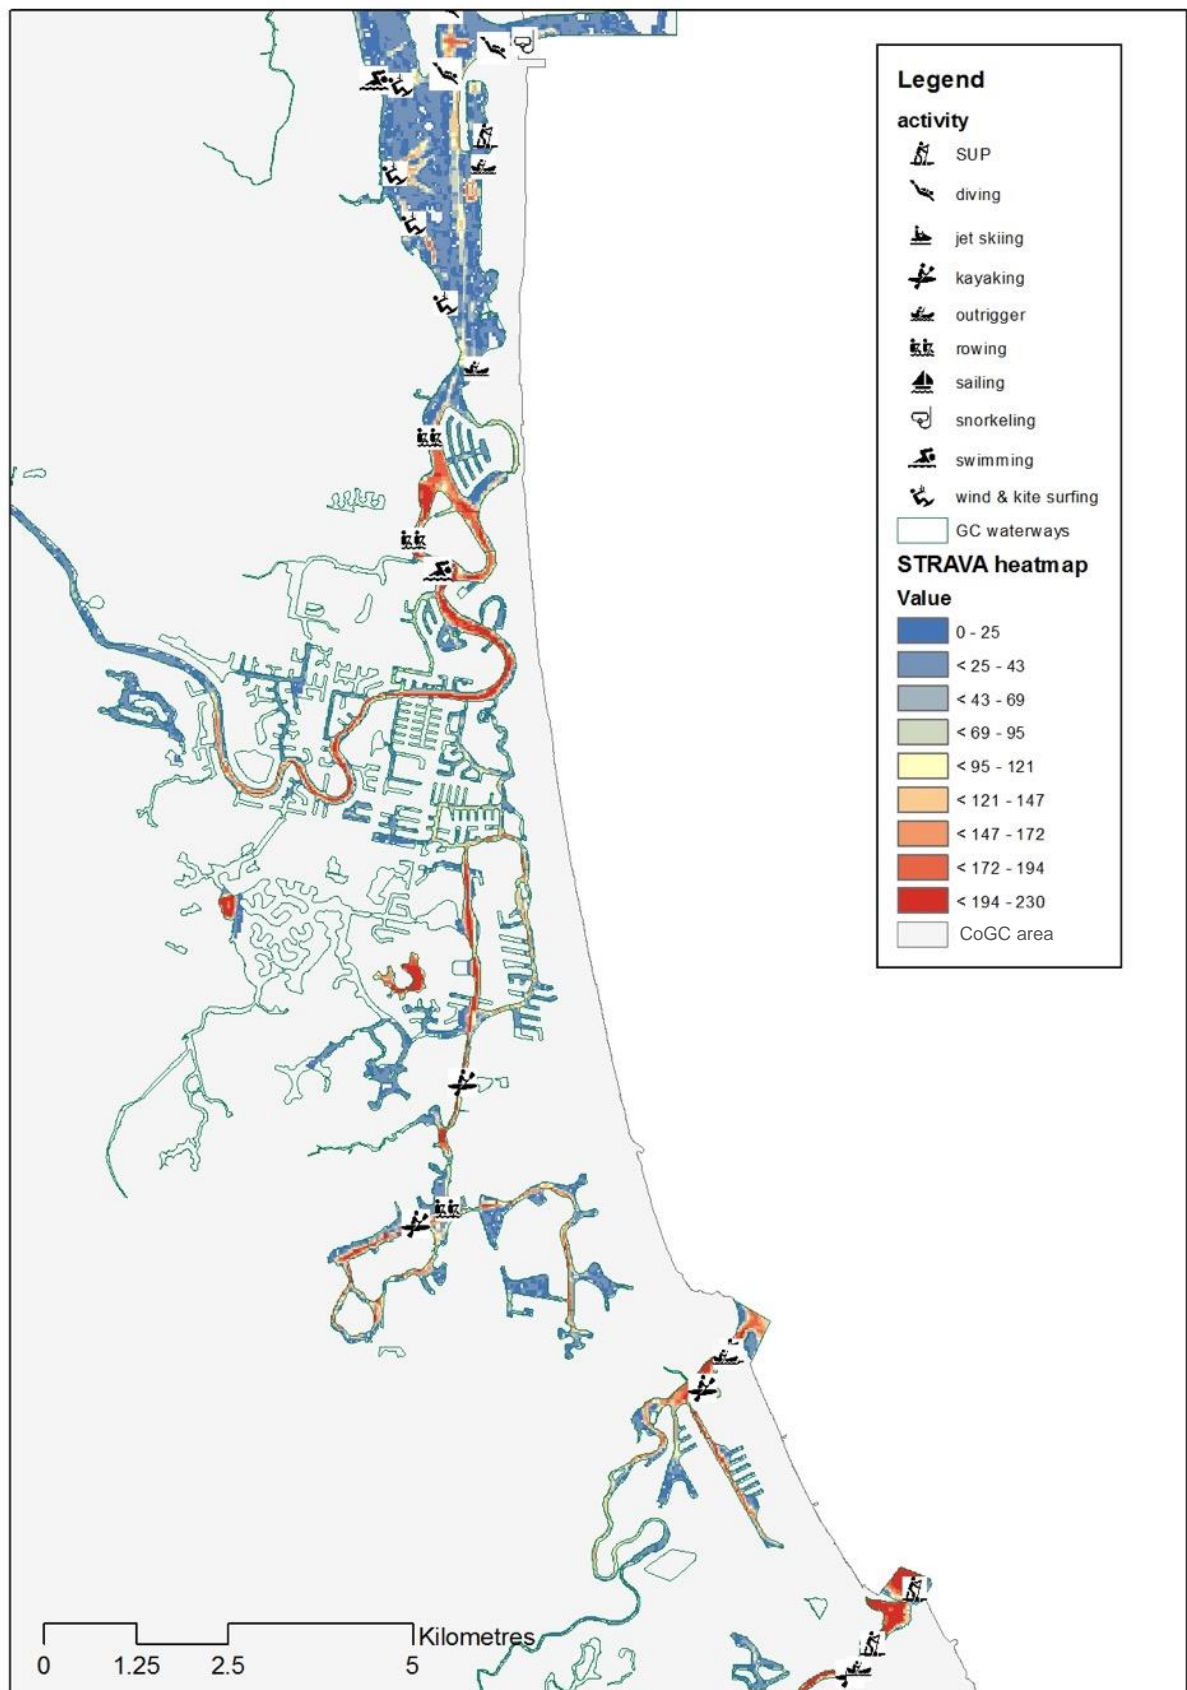 Legend
activity
SUP
diving
jet skiing
kayaking
outrigger
rowing
sailing
snorkeling
swimming
wind & kite surfing
GC waterways
STRAVA heatmap
Value
0 - 25
< 25 - 43
< 43 - 69
< 69 - 95
< 95 - 121
< 121 - 147
< 147 - 172
< 172 - 194
< 194 - 230
CoGC area
Kilometres
0 1.25 2.5 5